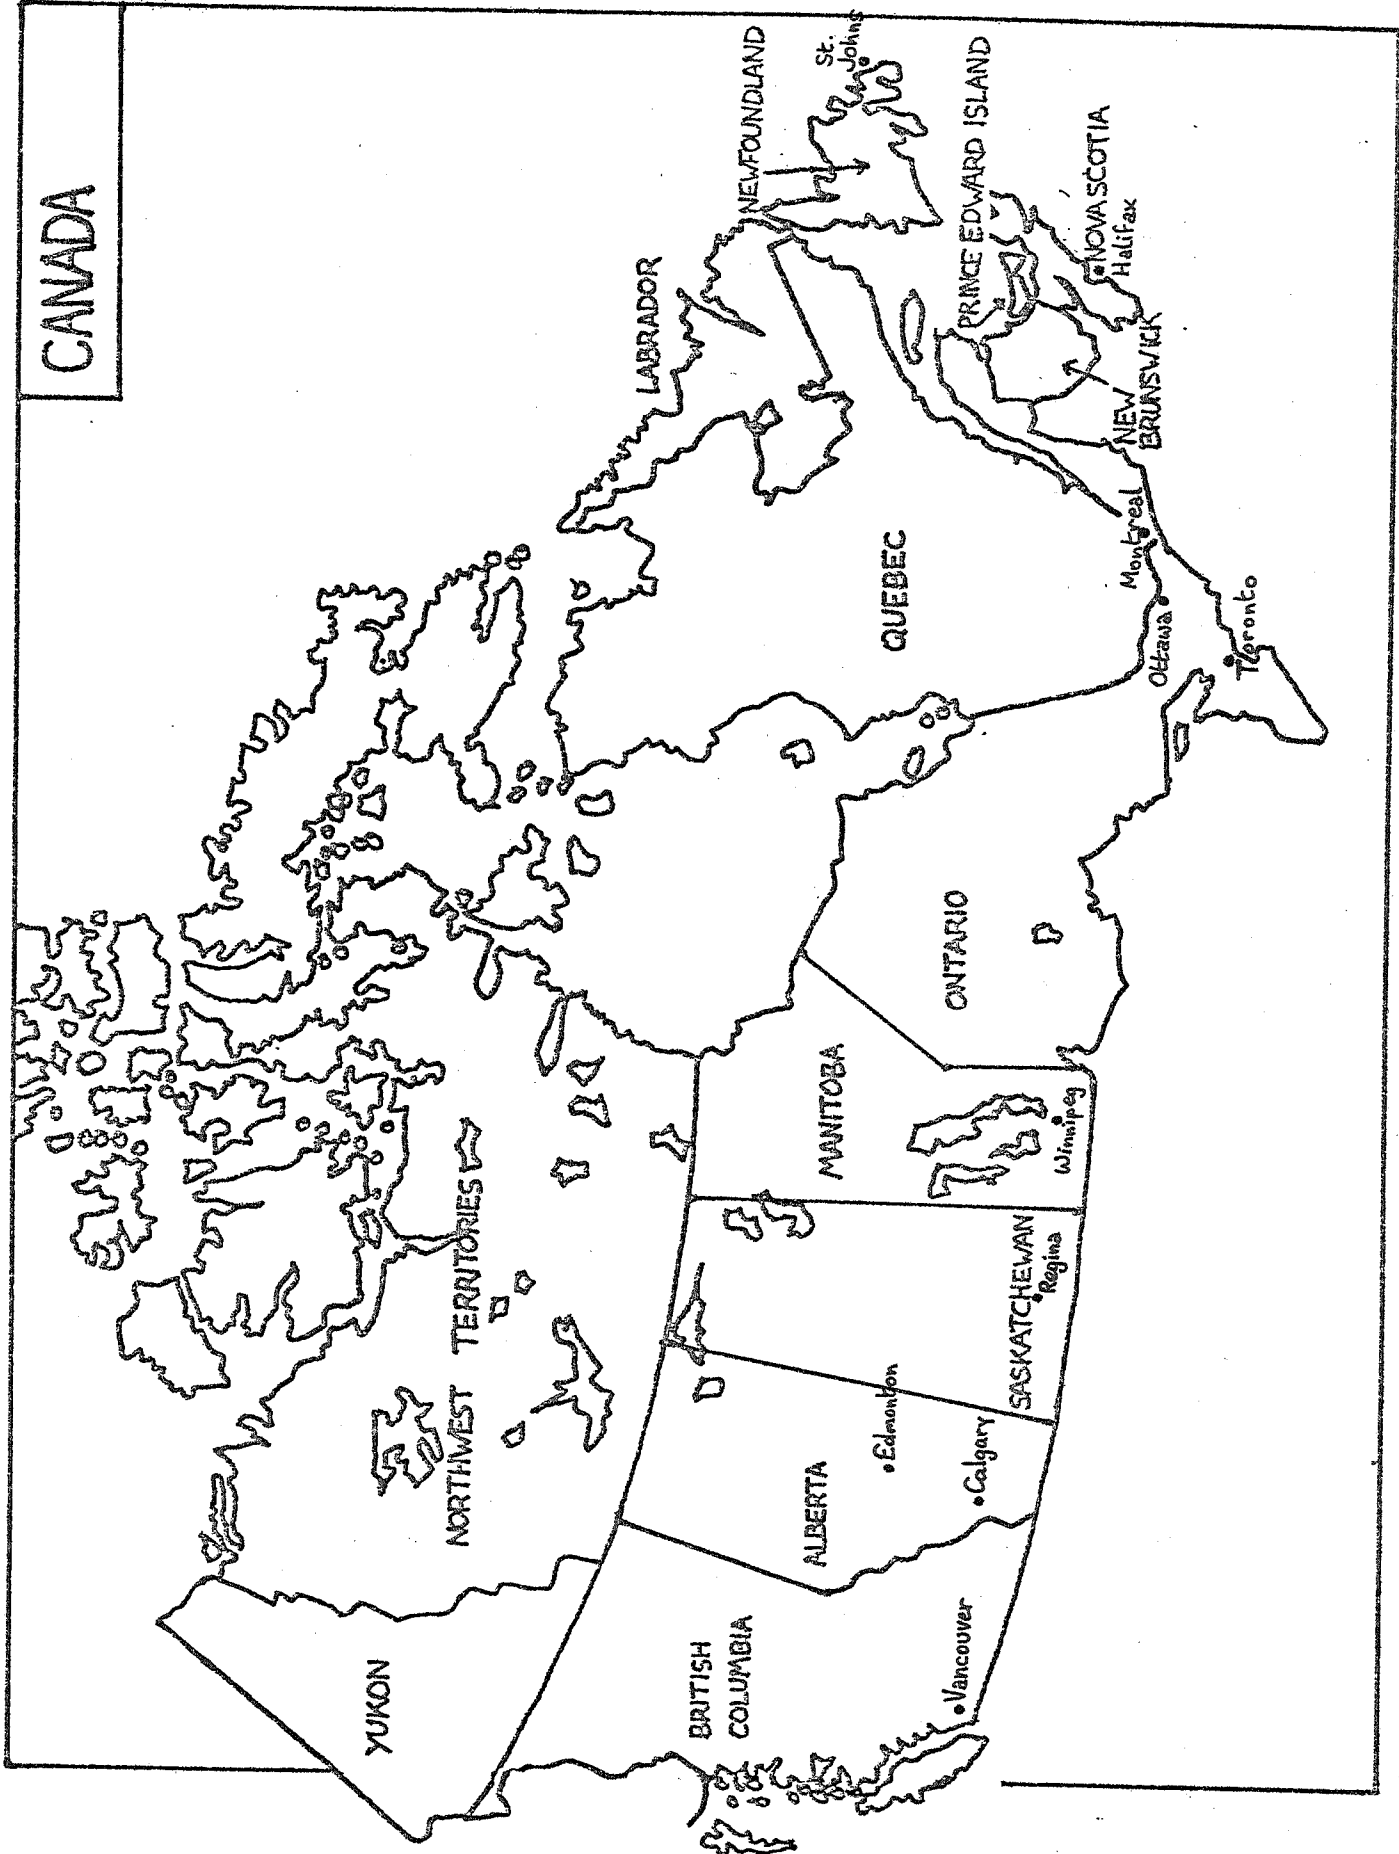 CANADA
YUKON
NORTHWEST TERRITORIES
BRITISH
COLUMBIA
ALBERTA
SASKATCHEWAN
MANITOBA
ONTARIO
QUEBEC
LABRADOR
NEWFOUNDLAND
St.
Johns
PRINCE EDWARD ISLAND
NOVA SCOTIA
Halifax
NEW
BRUNSWICK
Montreal
Ottawa
Toronto
Winnipeg
Regina
Edmonton
Calgary
Vancouver